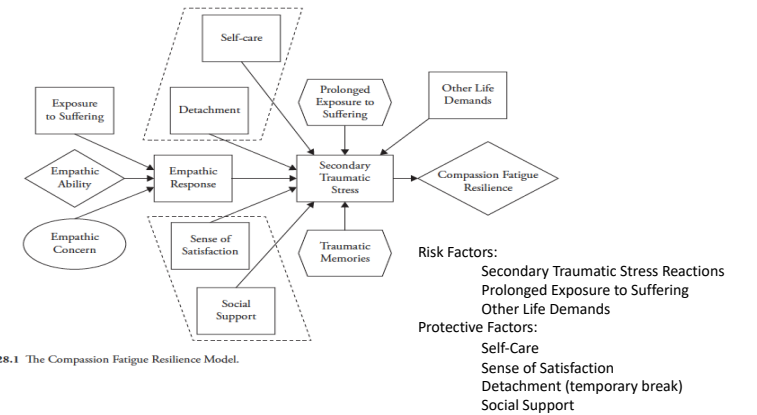 Self-care
Detachment
Exposure
to Suffering
Prolonged
Exposure to
Suffering
Other Life
Demands
Empathic
Ability
Empathic
Response
Secondary
Traumatic
Stress
Compassion Fatigue
Resilience
Empathic
Concern
Sense of
Satisfaction
Traumatic
Memories
Social
Support
28.1 The Compassion Fatigue Resilience Model.
Risk Factors:
Secondary Traumatic Stress Reactions
Prolonged Exposure to Suffering
Other Life Demands
Protective Factors:
Self-Care
Sense of Satisfaction
Detachment (temporary break)
Social Support